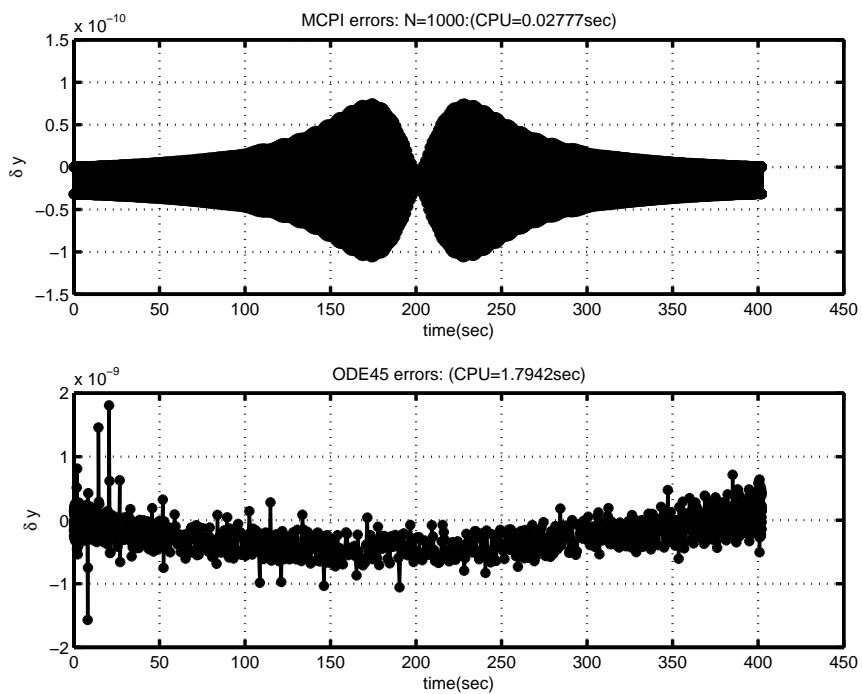 MCPI errors: N=1000:(CPU=0.02777sec)
x 10⁻¹⁰
1.5
1
0.5
0
−0.5
−1
−1.5
δ y
0 50 100 150 200 250 300 350 400 450
time(sec)
ODE45 errors: (CPU=1.7942sec)
x 10⁻⁹
2
1
0
−1
−2
δ y
0 50 100 150 200 250 300 350 400 450
time(sec)